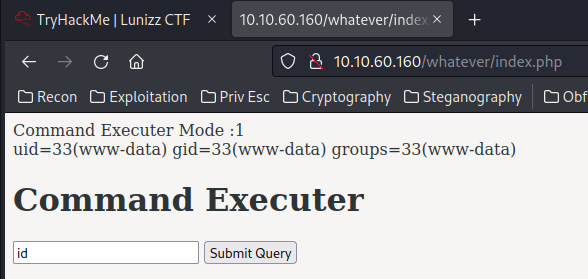 TryHackMe | Lunizz CTF
10.10.60.160/whatever/index
10.10.60.160/whatever/index.php
Recon Exploitation Priv Esc Cryptography Steganography Obf
Command Executer Mode :1
uid=33(www-data) gid=33(www-data) groups=33(www-data)
Command Executer
id Submit Query